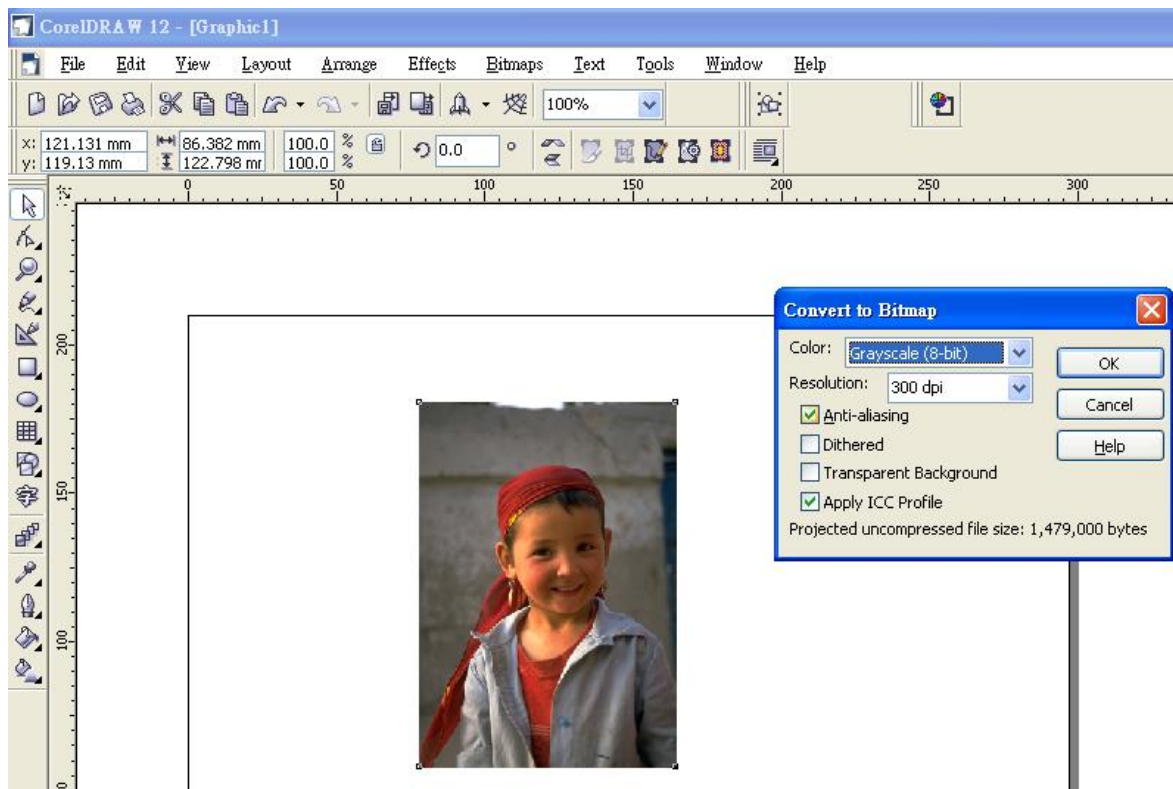 CorelDRAW 12 - [Graphic1]
File Edit View Layout Arrange Effects Bitmaps Text Tools Window Help
100%
x: 121.131 mm 86.382 mm 100.0 % 0.0 °
y: 119.13 mm 122.798 mr 100.0 %
0 50 100 150 200 250 300
200
150
100
字
Convert to Bitmap
Color: Grayscale (8-bit)
OK
Resolution: 300 dpi
Cancel
Anti-aliasing
Help
Dithered
Transparent Background
Apply ICC Profile
Projected uncompressed file size: 1,479,000 bytes